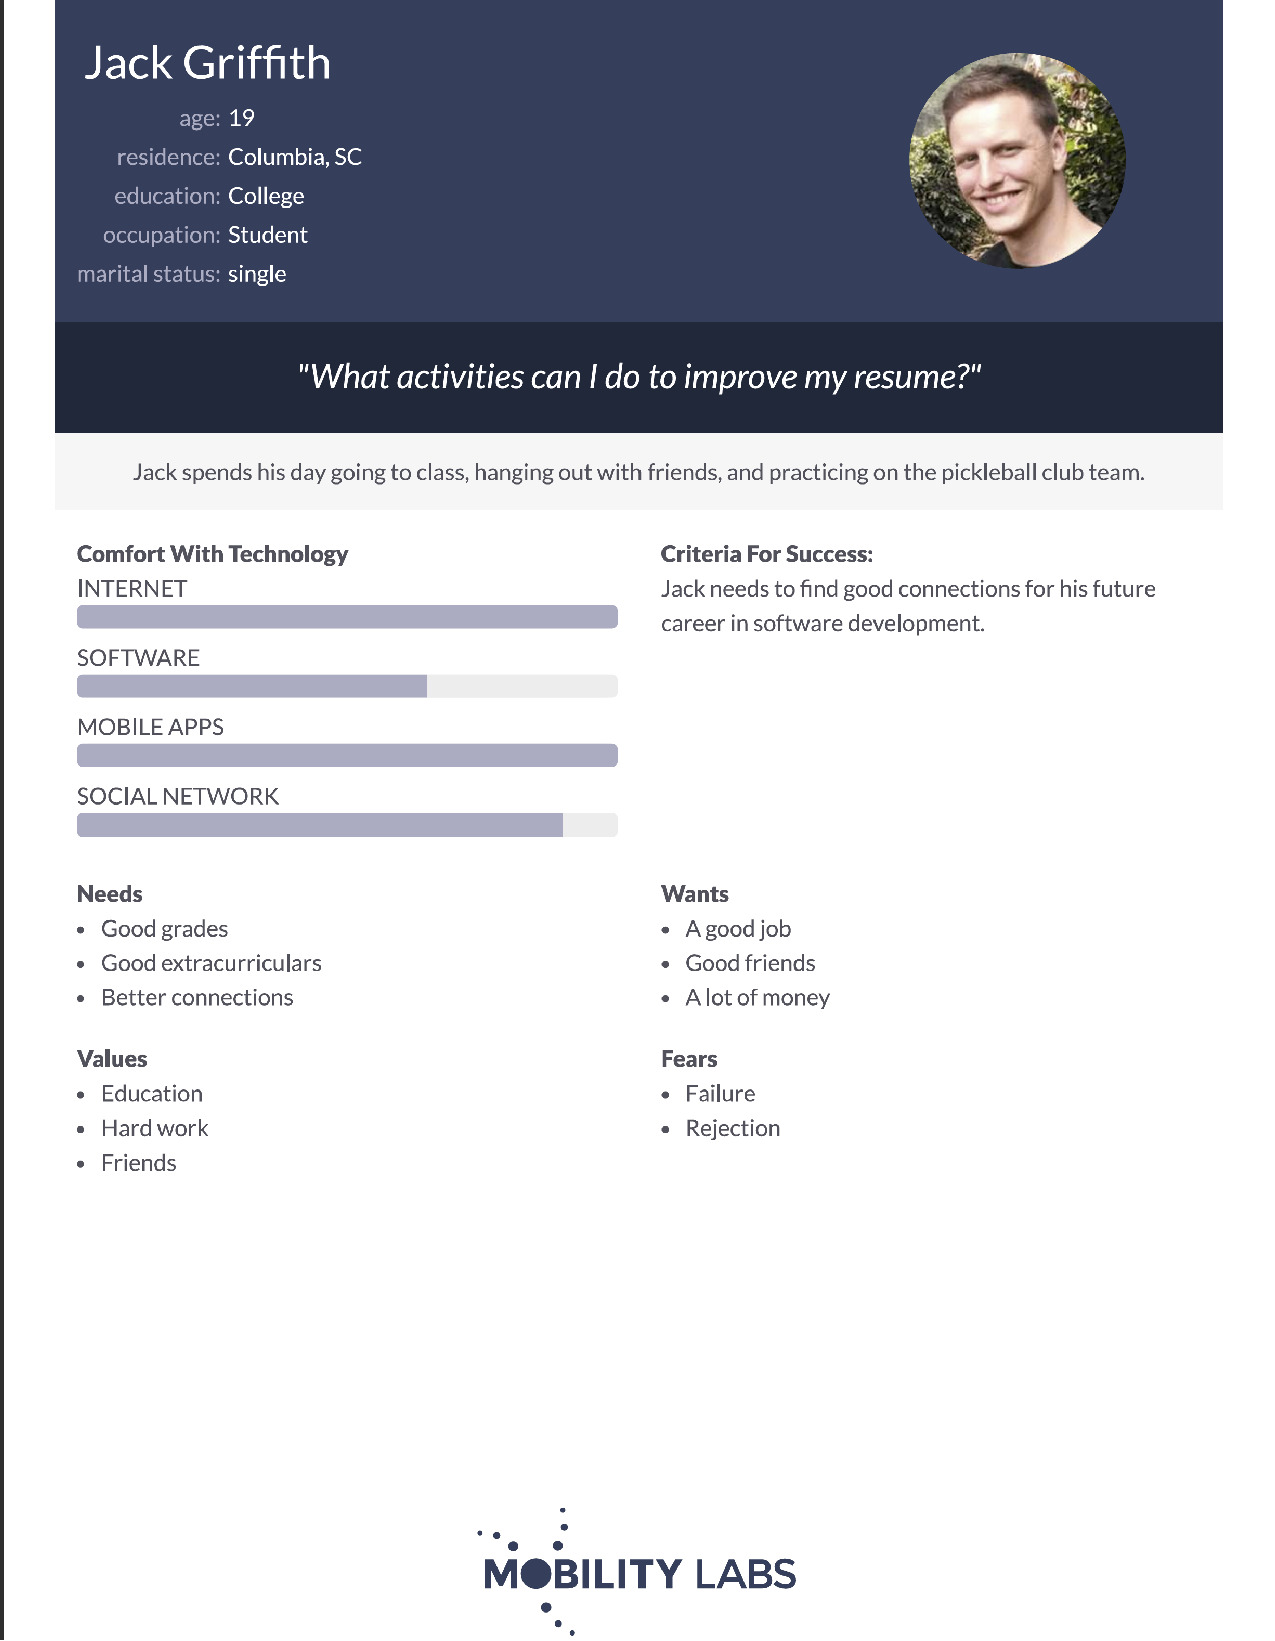 Jack Griffith
age: 19
residence: Columbia, SC
education: College
occupation: Student
marital status: single
"What activities can I do to improve my resume?"
Jack spends his day going to class, hanging out with friends, and practicing on the pickleball club team.
Comfort With Technology
INTERNET
SOFTWARE
MOBILE APPS
SOCIAL NETWORK
Criteria For Success:
Jack needs to find good connections for his future
career in software development.
Needs
• Good grades
• Good extracurriculars
• Better connections
Wants
• A good job
• Good friends
• A lot of money
Values
• Education
• Hard work
• Friends
Fears
• Failure
• Rejection
MOBILITY LABS